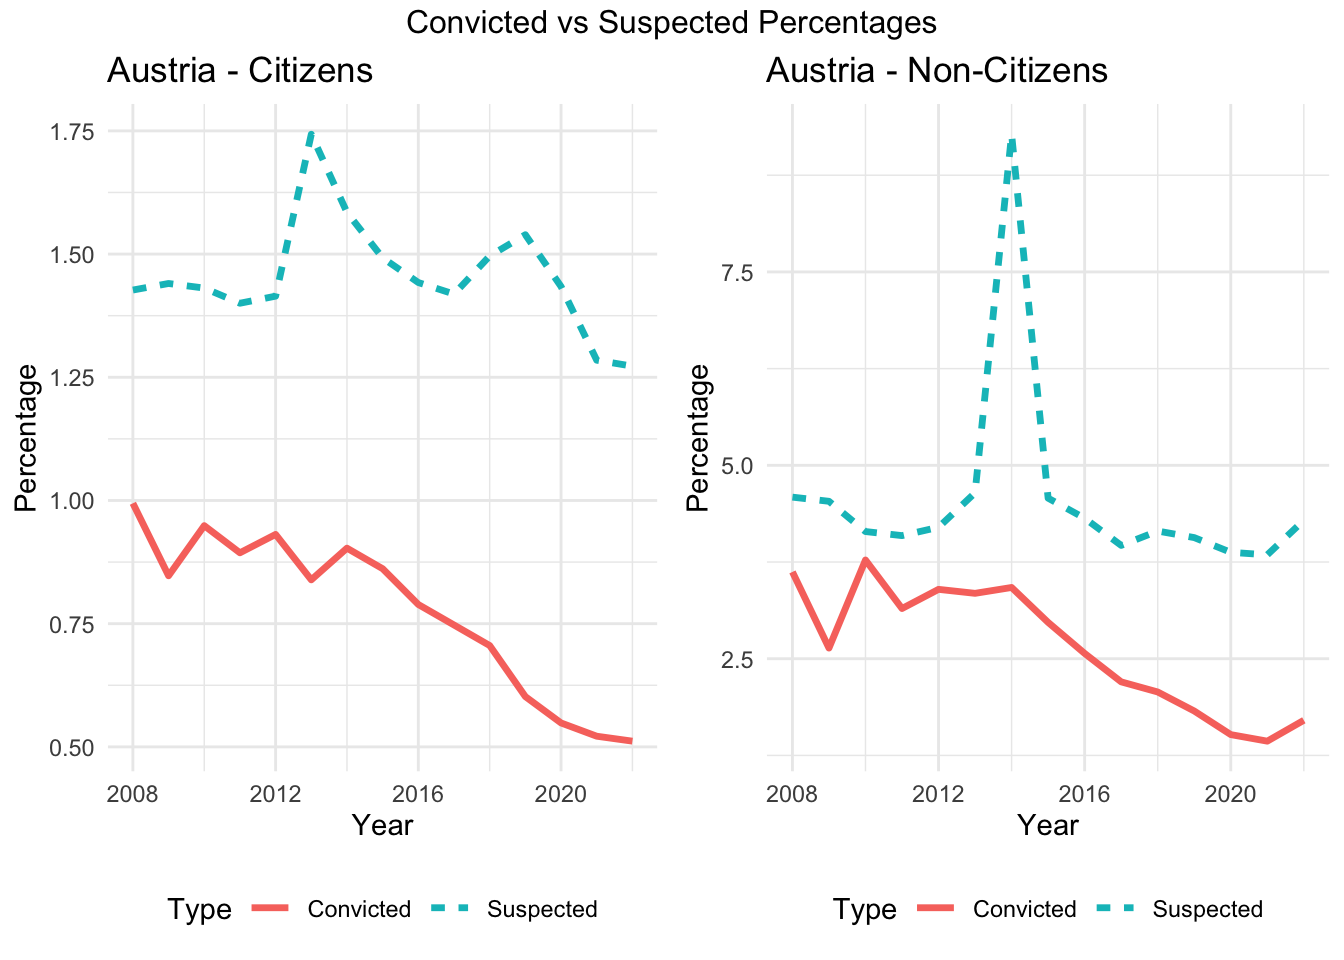 Convicted vs Suspected Percentages
Austria - Citizens
Percentage
1.75
1.50
1.25
1.00
0.75
0.50
2008 2012 2016 2020
Year
Type Convicted Suspected
Austria - Non-Citizens
Percentage
7.5
5.0
2.5
2008 2012 2016 2020
Year
Type Convicted Suspected